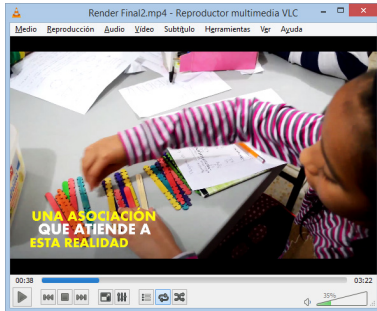 Render Final2.mp4 - Reproductor multimedia VLC
Medio Reproducción Audio Vídeo Subtítulo Herramientas Ver Ayuda
UNA ASOCIACIÓN
QUE ATIENDE A
ESTA REALIDAD
00:38 03:22
35%